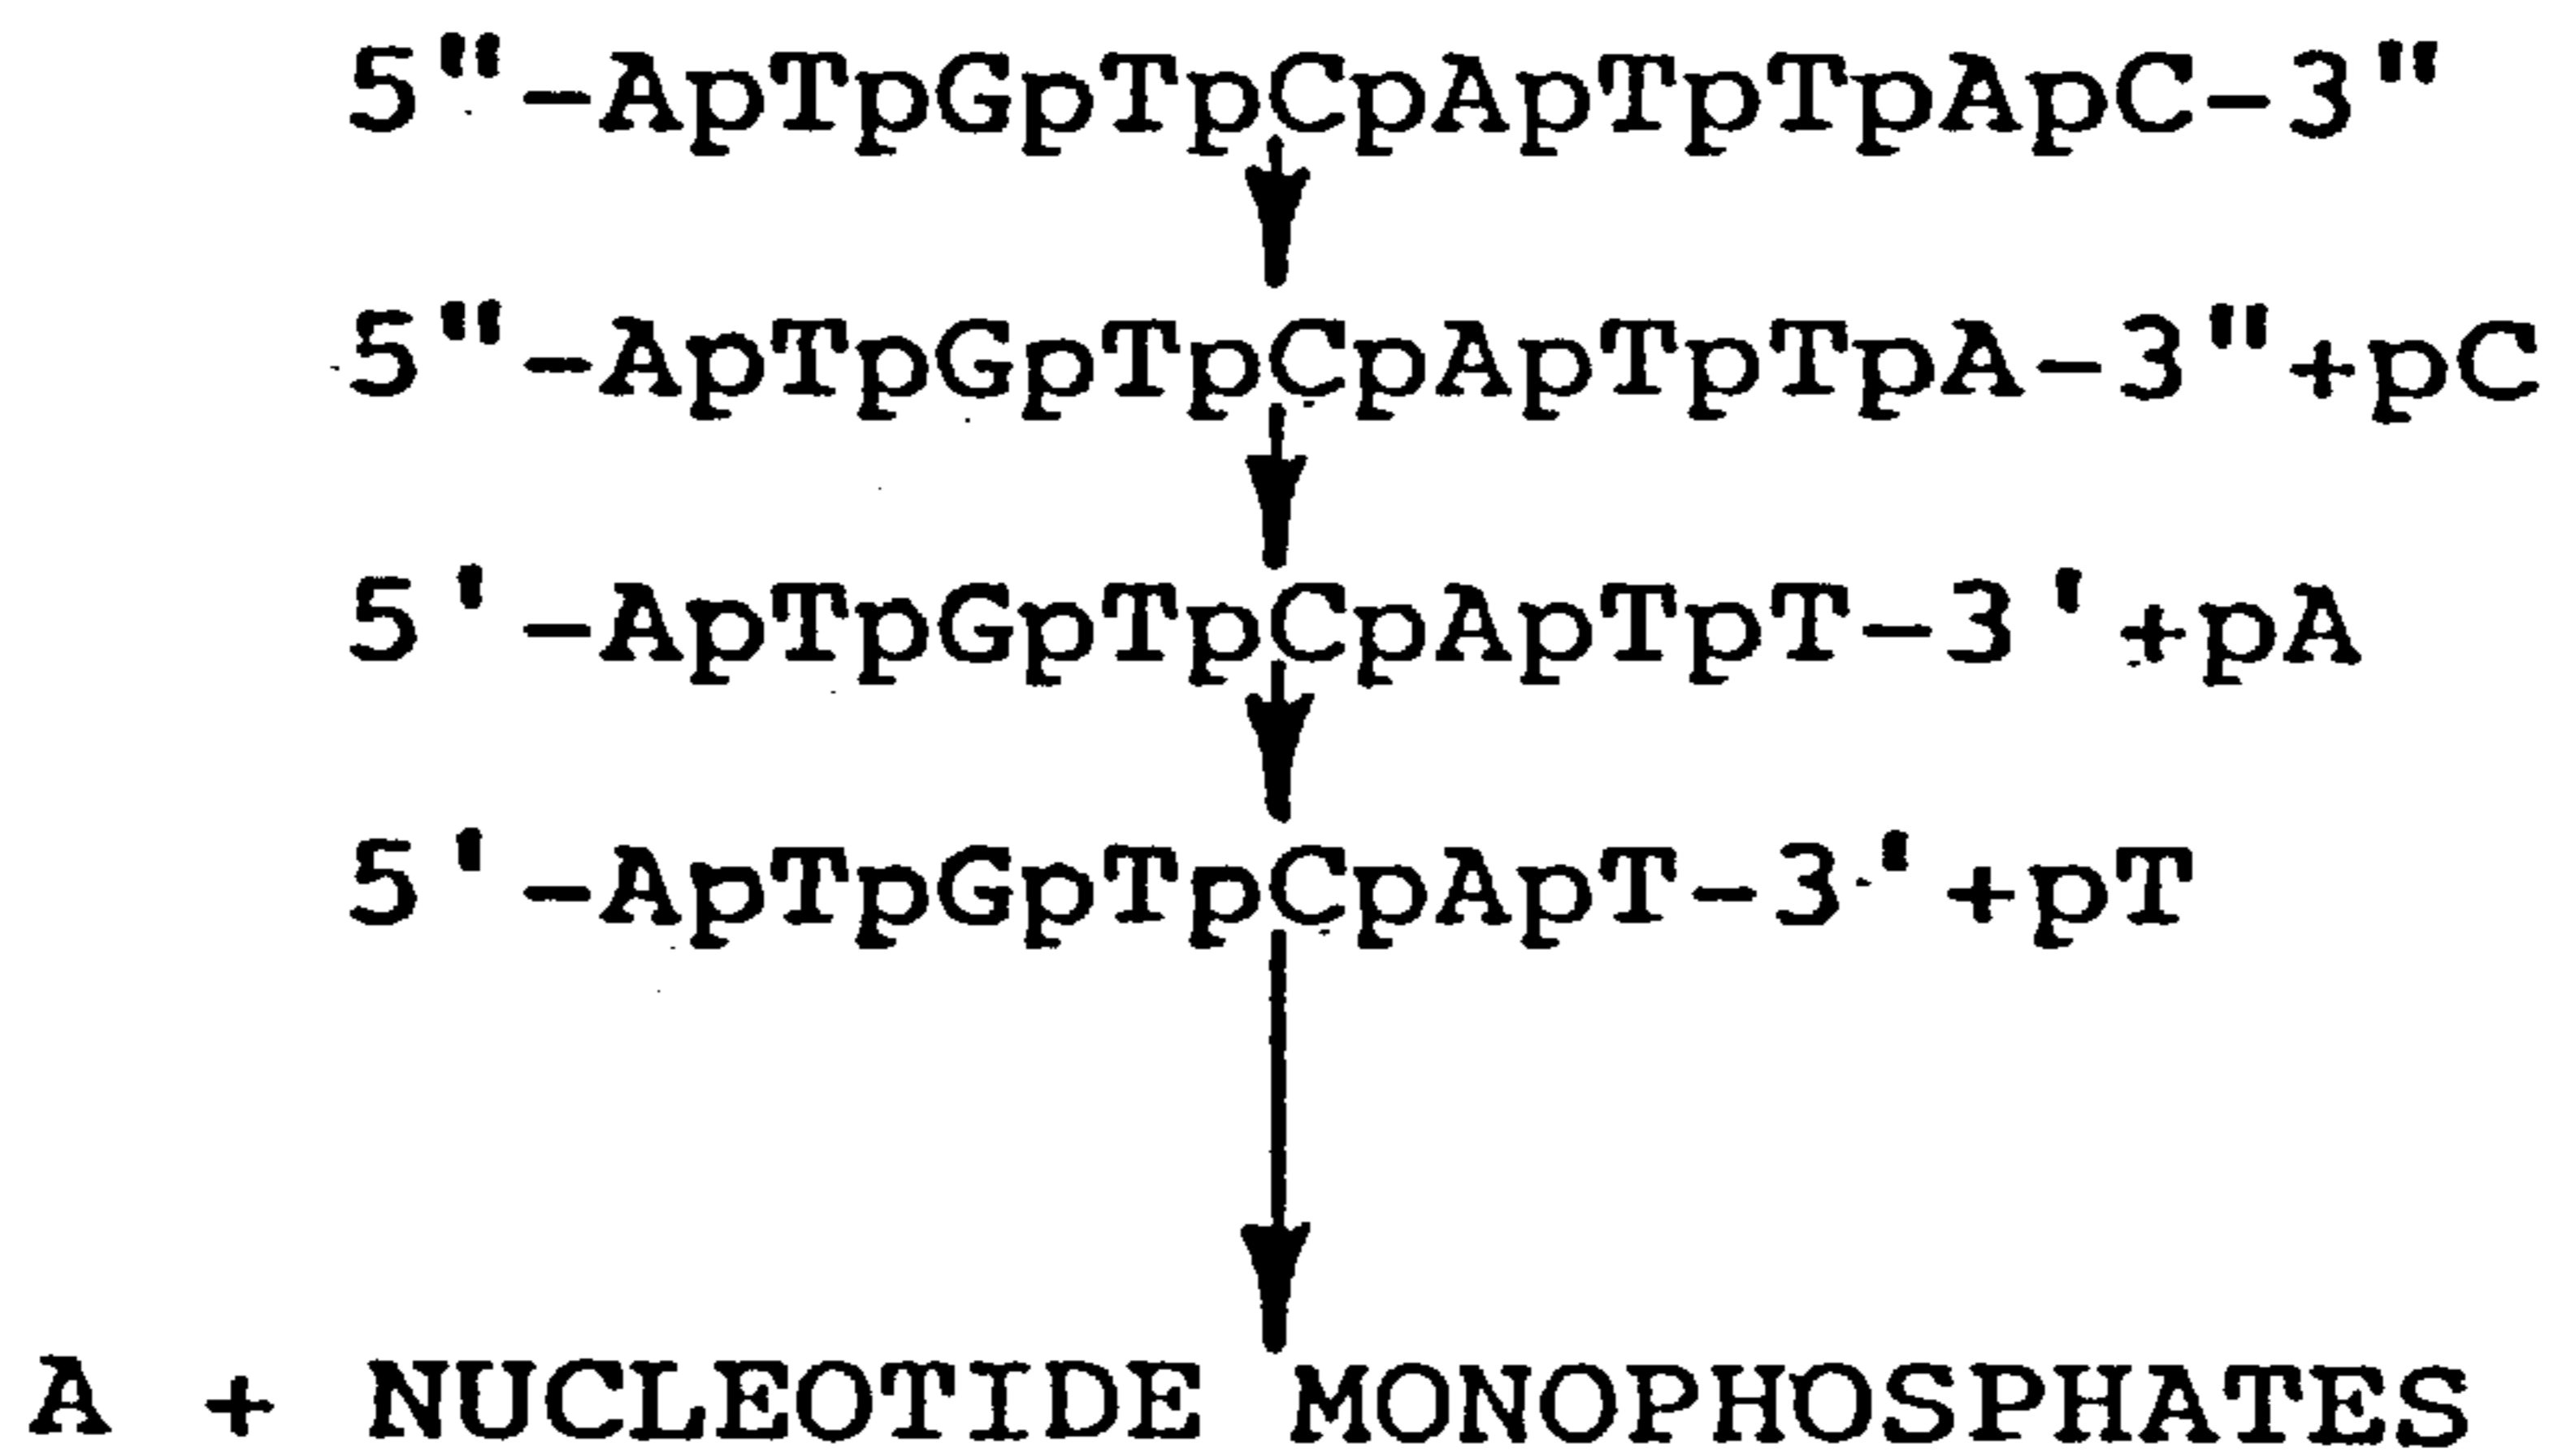 5"-ApTpGpTpCpApTpTpApC-3"
5"-ApTpGpTpCpApTpTpA-3"+pC
5'-ApTpGpTpCpApTpT-3'+pA
5'-ApTpGpTpCpApT-3'+pT
A + NUCLEOTIDE MONOPHOSPHATES